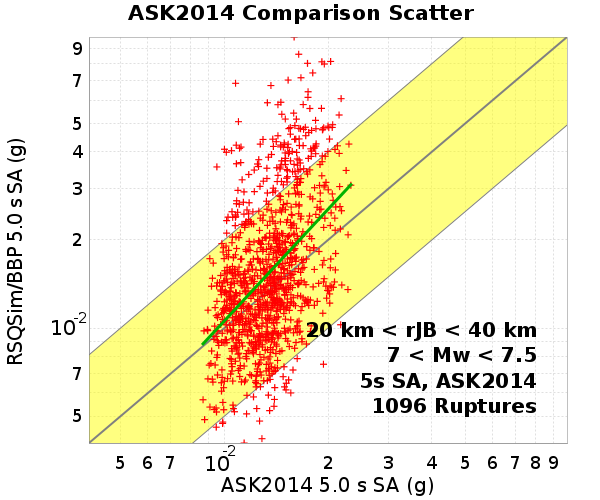 ASK2014 Comparison Scatter
RSQSim/BBP 5.0 s SA (g)
9
7
5
4
3
2
10-2
7
5
20 km < rJB < 40 km
7 < Mw < 7.5
5s SA, ASK2014
1096 Ruptures
5 6 7 10-2 2 3 4 5 6 7 8 9
ASK2014 5.0 s SA (g)